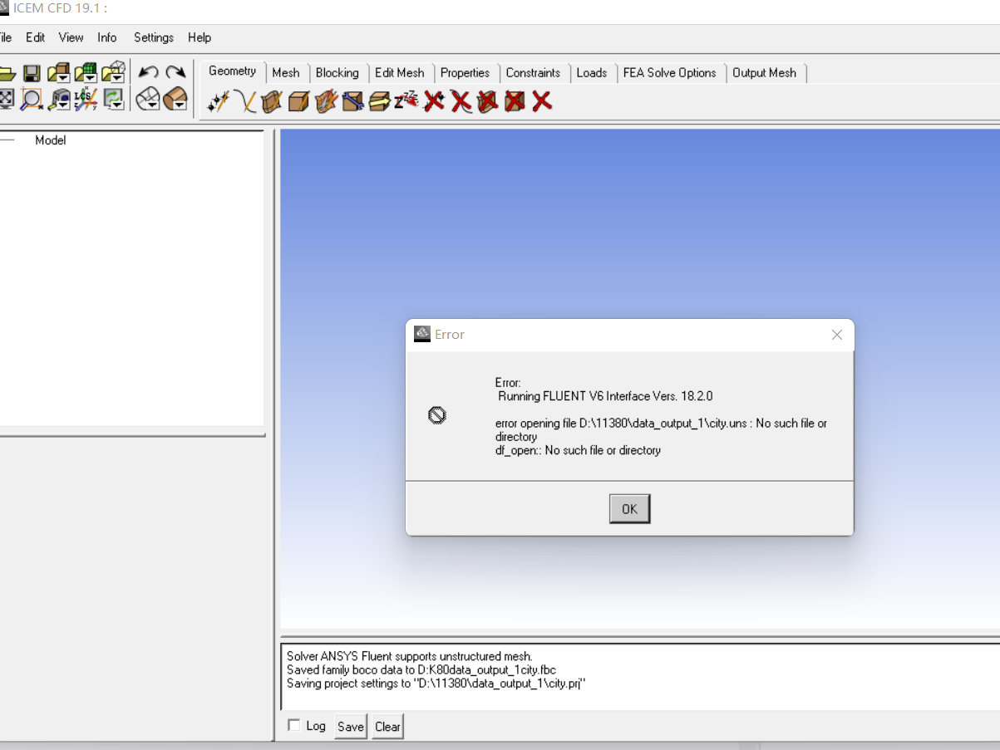 ICEM CFD 19.1 :
ile Edit View Info Settings Help
Geometry Mesh Blocking Edit Mesh Properties Constraints Loads FEA Solve Options Output Mesh
LCS
Model
Error
Error:
Running FLUENT V6 Interface Vers. 18.2.0
error opening file D:\11380\data_output_1\city.uns : No such file or
directory
df_open:: No such file or directory
OK
Solver ANSYS Fluent supports unstructured mesh.
Saved family boco data to D:K80data_output_1city.fbc
Saving project settings to "D:\11380\data_output_1\city.prj"
Log Save Clear